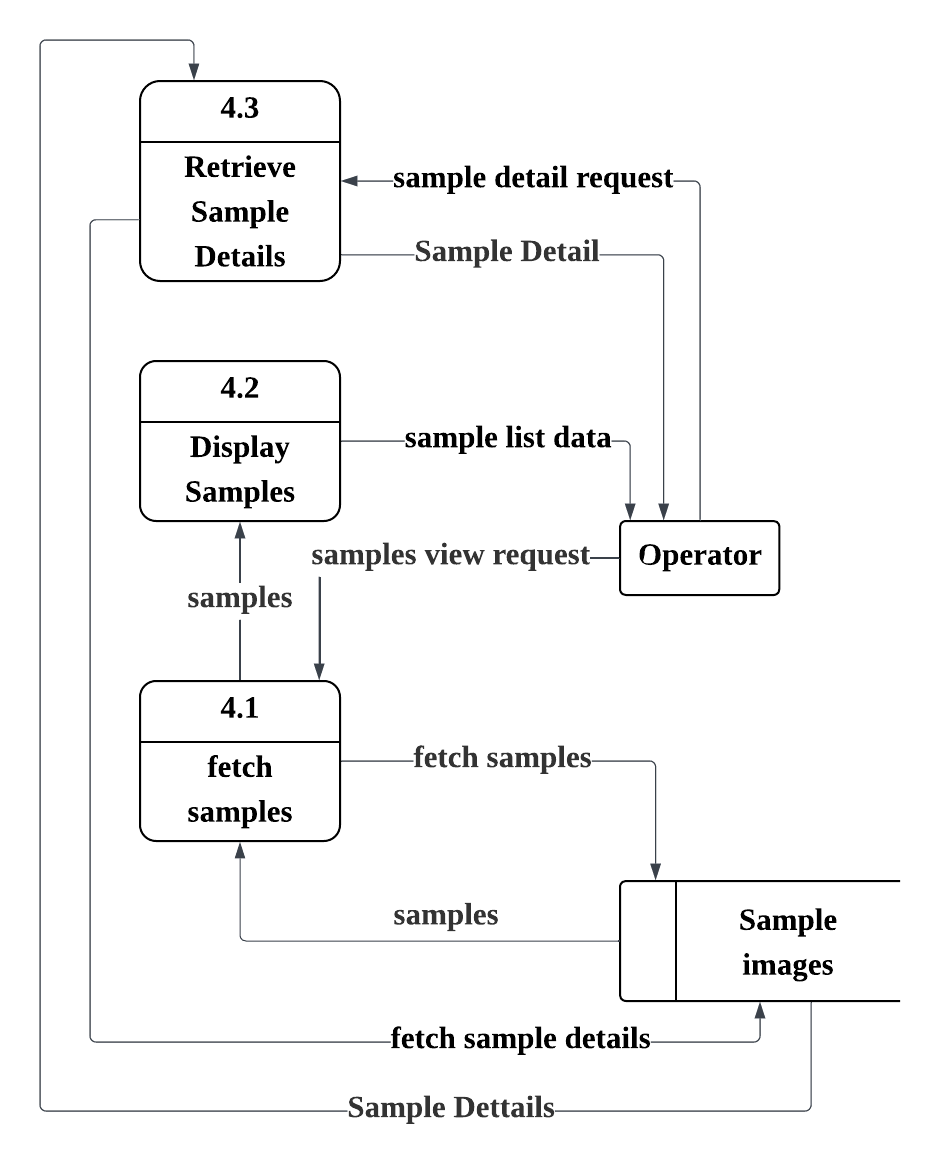 4.3
Retrieve
Sample
Details
sample detail request
Sample Detail
4.2
Display
Samples
sample list data
samples view request
Operator
samples
4.1
fetch
samples
fetch samples
samples
Sample
images
fetch sample details
Sample Dettails